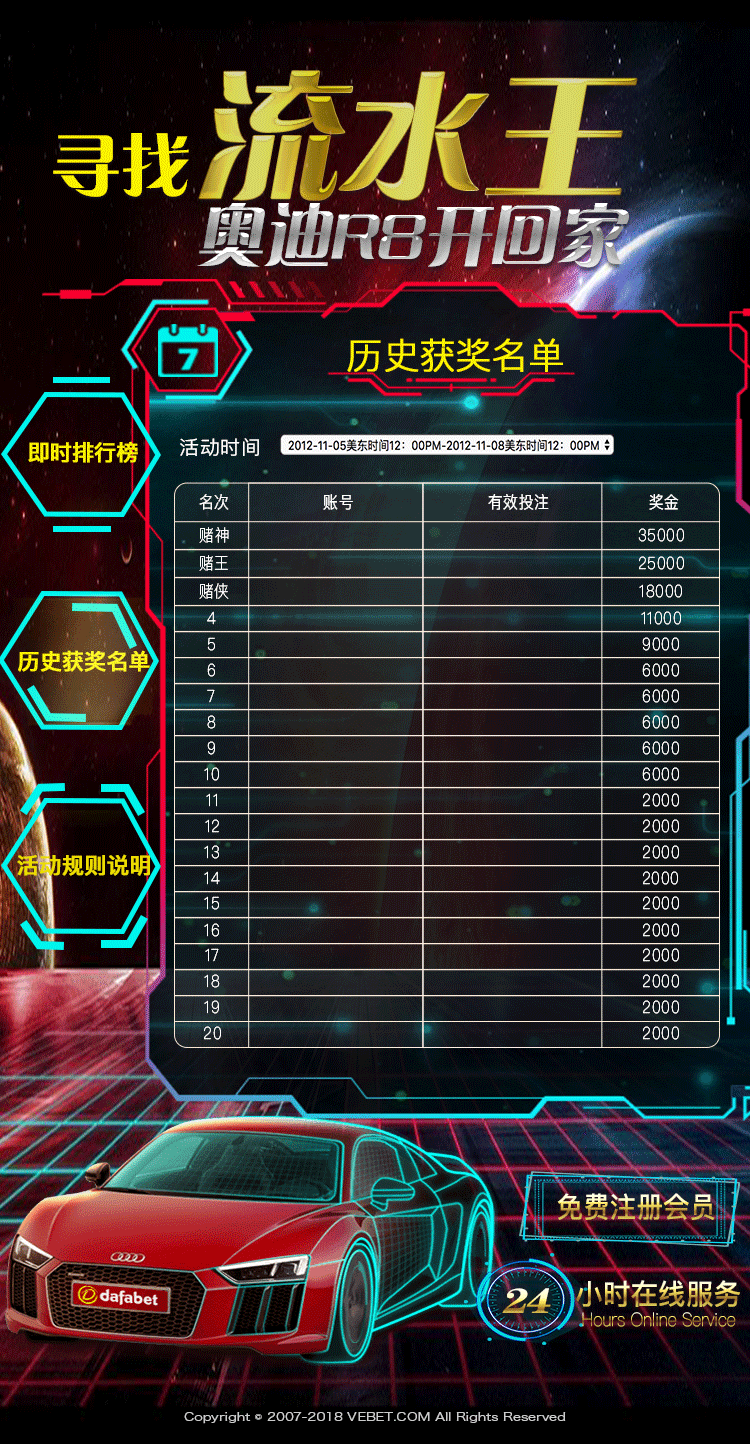 寻找 流水王
奥迪R8开回家
7
历史获奖名单
即时排行榜
历史获奖名单
活动规则说明
活动时间 2012-11-05美东时间12：00PM-2012-11-08美东时间12：00PM
名次 账号 有效投注 奖金
赌神 35000
赌王 25000
赌侠 18000
4 11000
5 9000
6 6000
7 6000
8 6000
9 6000
10 6000
11 2000
12 2000
13 2000
14 2000
15 2000
16 2000
17 2000
18 2000
19 2000
20 2000
dafabet
免费注册会员
24 小时在线服务
Hours Online Service
Copyright © 2007-2018 VEBET.COM All Rights Reserved